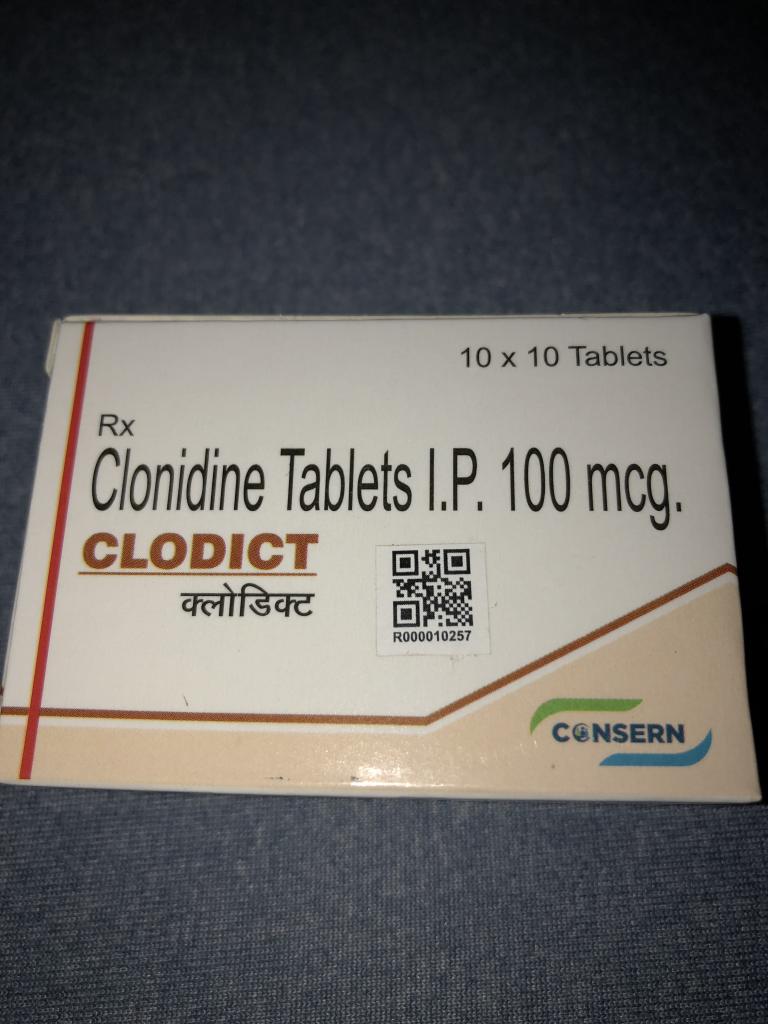 10 x 10 Tablets
Rx
Clonidine Tablets I.P. 100 mcg.
CLODICT
क्लोडिक्ट
R000010257
CONSERN